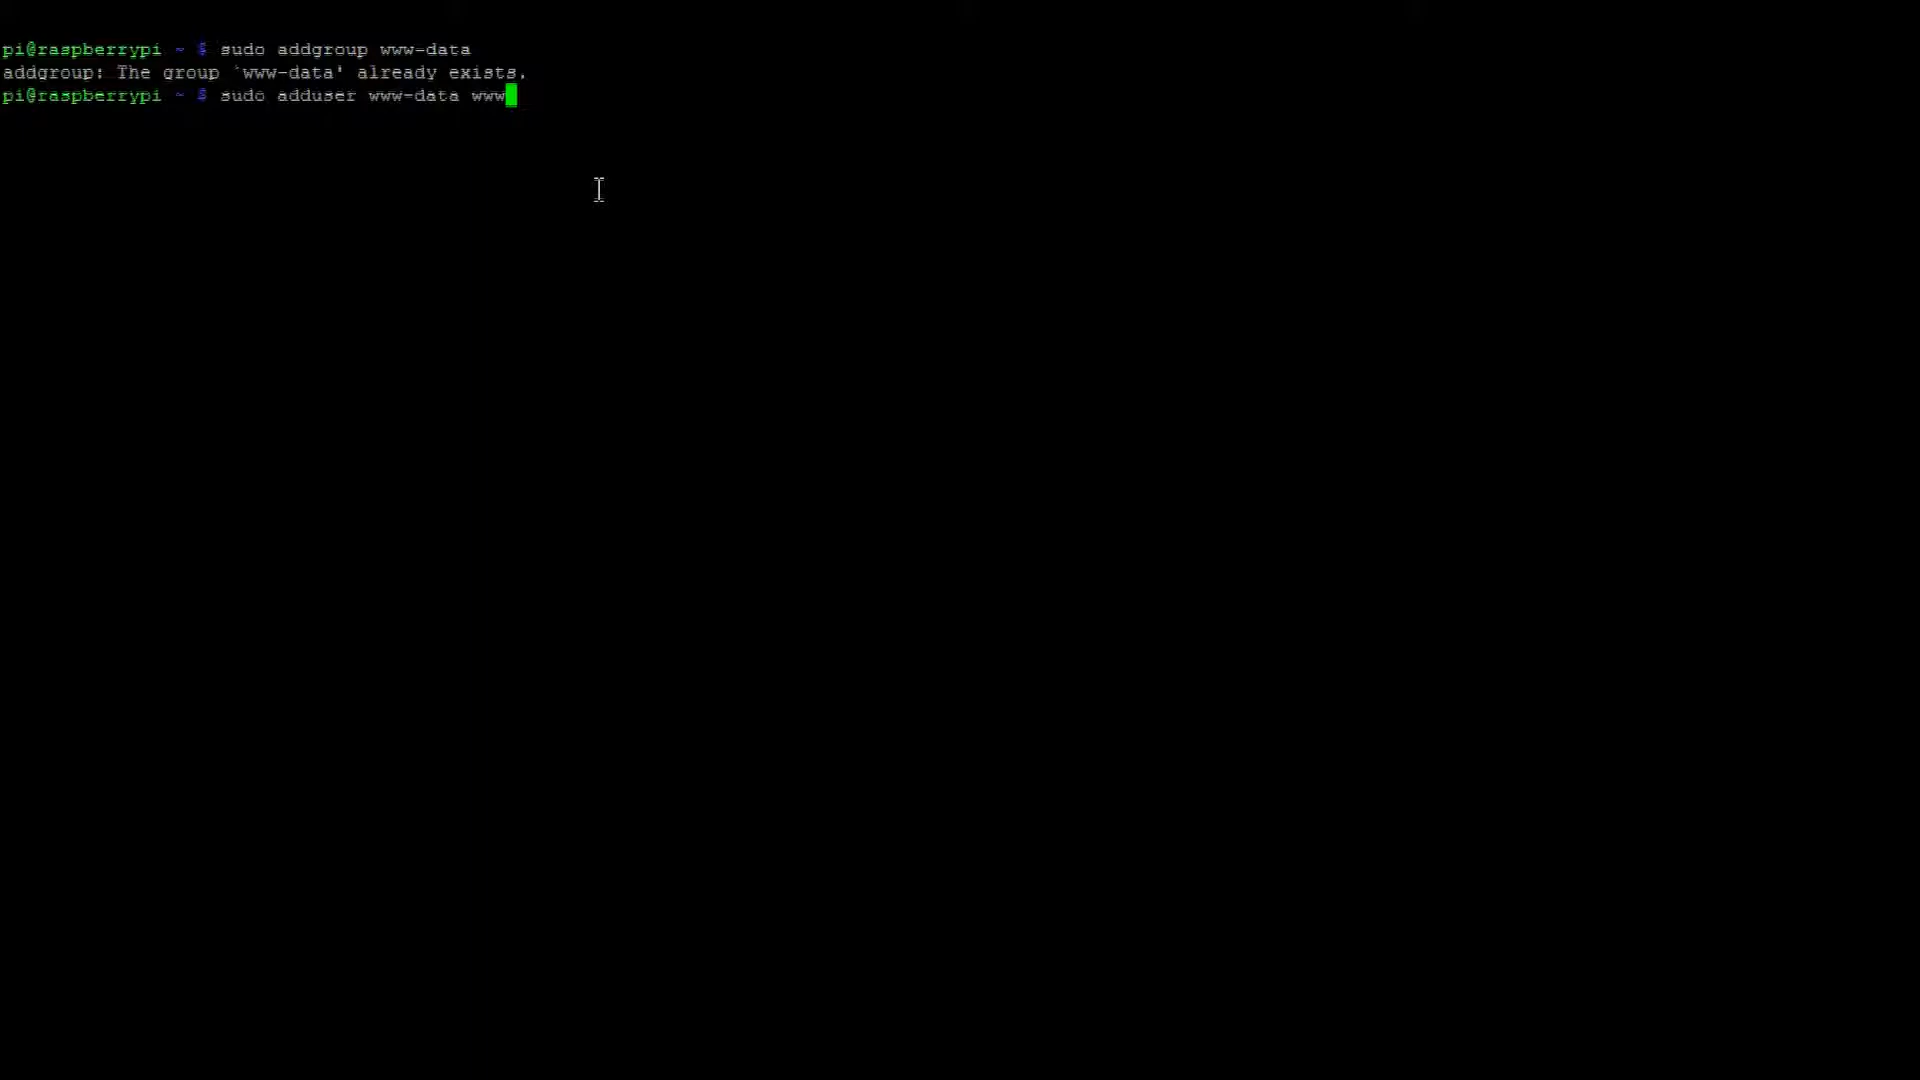 pi@raspberrypi ~ $ sudo addgroup www-data
addgroup: The group `www-data' already exists.
pi@raspberrypi ~ $ sudo adduser www-data www